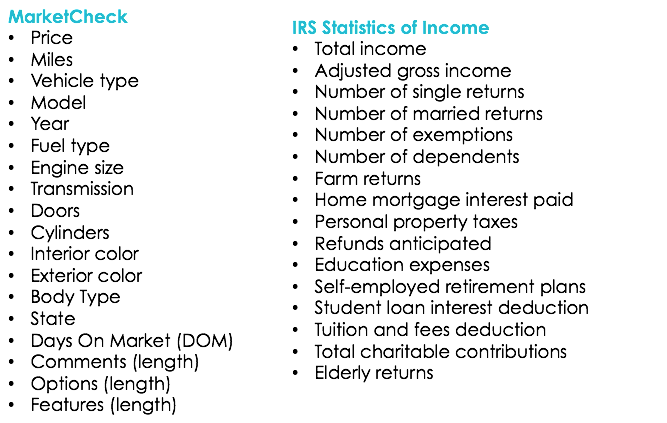 MarketCheck
• Price
• Miles
• Vehicle type
• Model
• Year
• Fuel type
• Engine size
• Transmission
• Doors
• Cylinders
• Interior color
• Exterior color
• Body Type
• State
• Days On Market (DOM)
• Comments (length)
• Options (length)
• Features (length)
IRS Statistics of Income
• Total income
• Adjusted gross income
• Number of single returns
• Number of married returns
• Number of exemptions
• Number of dependents
• Farm returns
• Home mortgage interest paid
• Personal property taxes
• Refunds anticipated
• Education expenses
• Self-employed retirement plans
• Student loan interest deduction
• Tuition and fees deduction
• Total charitable contributions
• Elderly returns